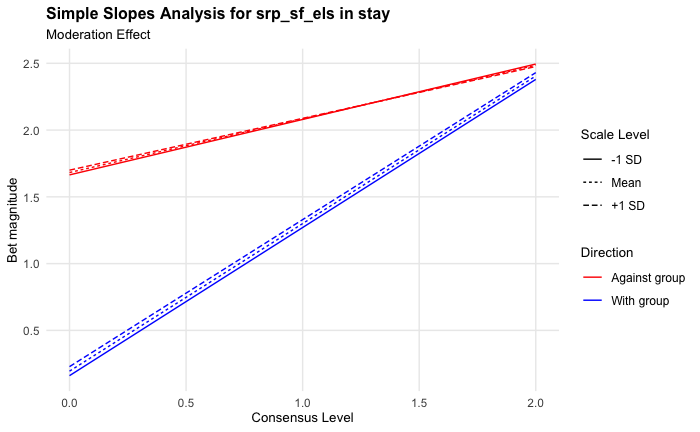 Simple Slopes Analysis for srp_sf_els in stay
Moderation Effect
2.5
2.0
1.5
1.0
0.5
Bet magnitude
0.0
0.5
1.0
1.5
2.0
Consensus Level
Scale Level
-1 SD
Mean
+1 SD
Direction
Against group
With group